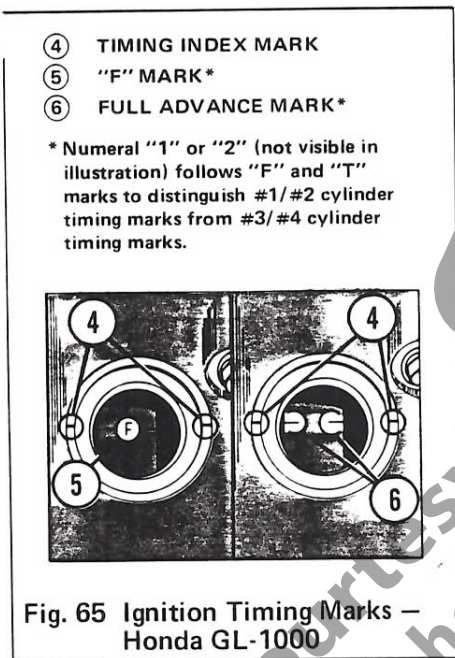 ④ TIMING INDEX MARK
⑤ "F" MARK*
⑥ FULL ADVANCE MARK*
* Numeral "1" or "2" (not visible in
illustration) follows "F" and "T"
marks to distinguish #1/#2 cylinder
timing marks from #3/#4 cylinder
timing marks.
4 4
F
5 6
Fig. 65 Ignition Timing Marks —
Honda GL-1000